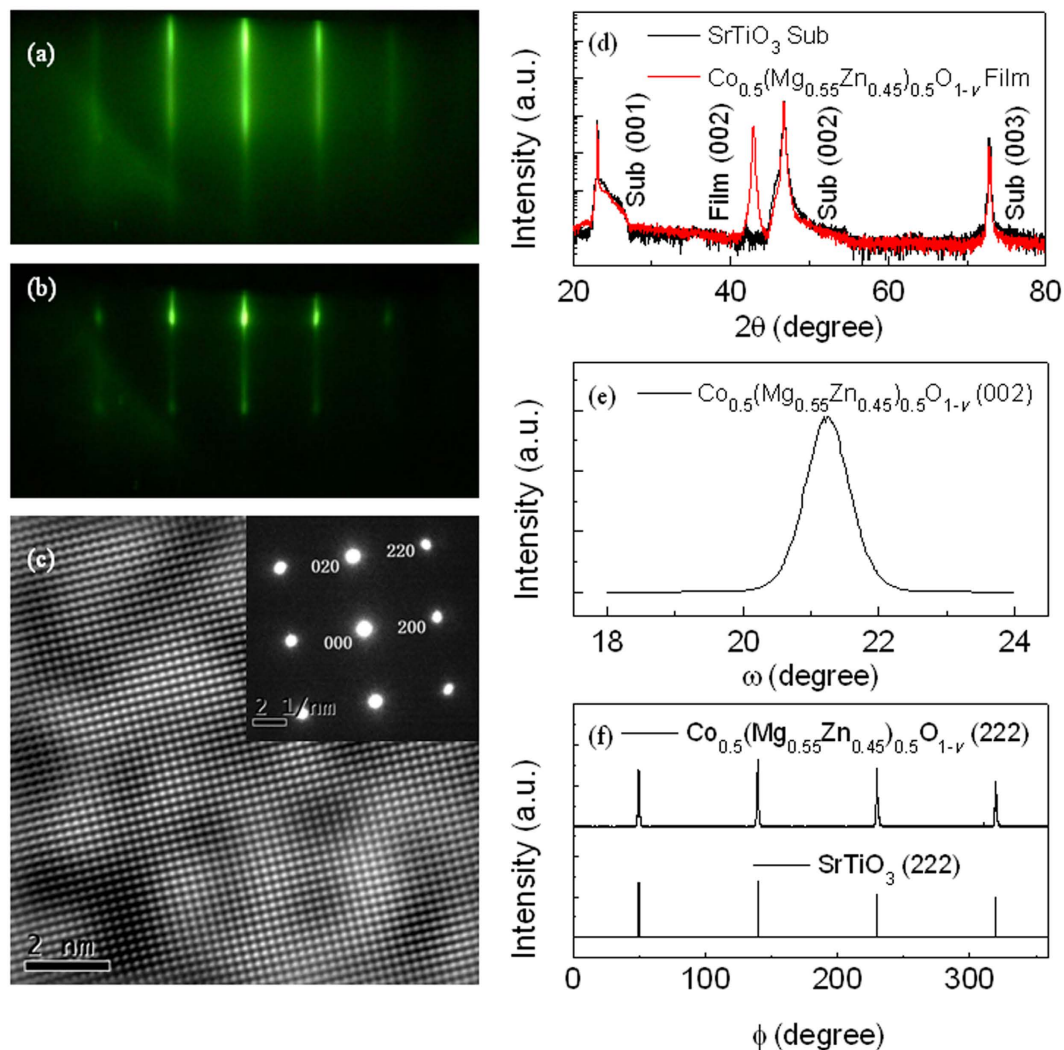 (a)
(b)
(c)
020
220
000
200
2 1/nm
2 nm
(d)
SrTiO₃ Sub
Co₀.₅(Mg₀.₅₅Zn₀.₄₅)₀.₅O₁₋ᵥ Film
Sub (001)
Film (002)
Sub (002)
Sub (003)
Intensity (a.u.)
20 40 60 80
2θ (degree)
(e)
Co₀.₅(Mg₀.₅₅Zn₀.₄₅)₀.₅O₁₋ᵥ (002)
Intensity (a.u.)
18 20 22 24
ω (degree)
(f)
Co₀.₅(Mg₀.₅₅Zn₀.₄₅)₀.₅O₁₋ᵥ (222)
SrTiO₃ (222)
Intensity (a.u.)
0 100 200 300
ϕ (degree)